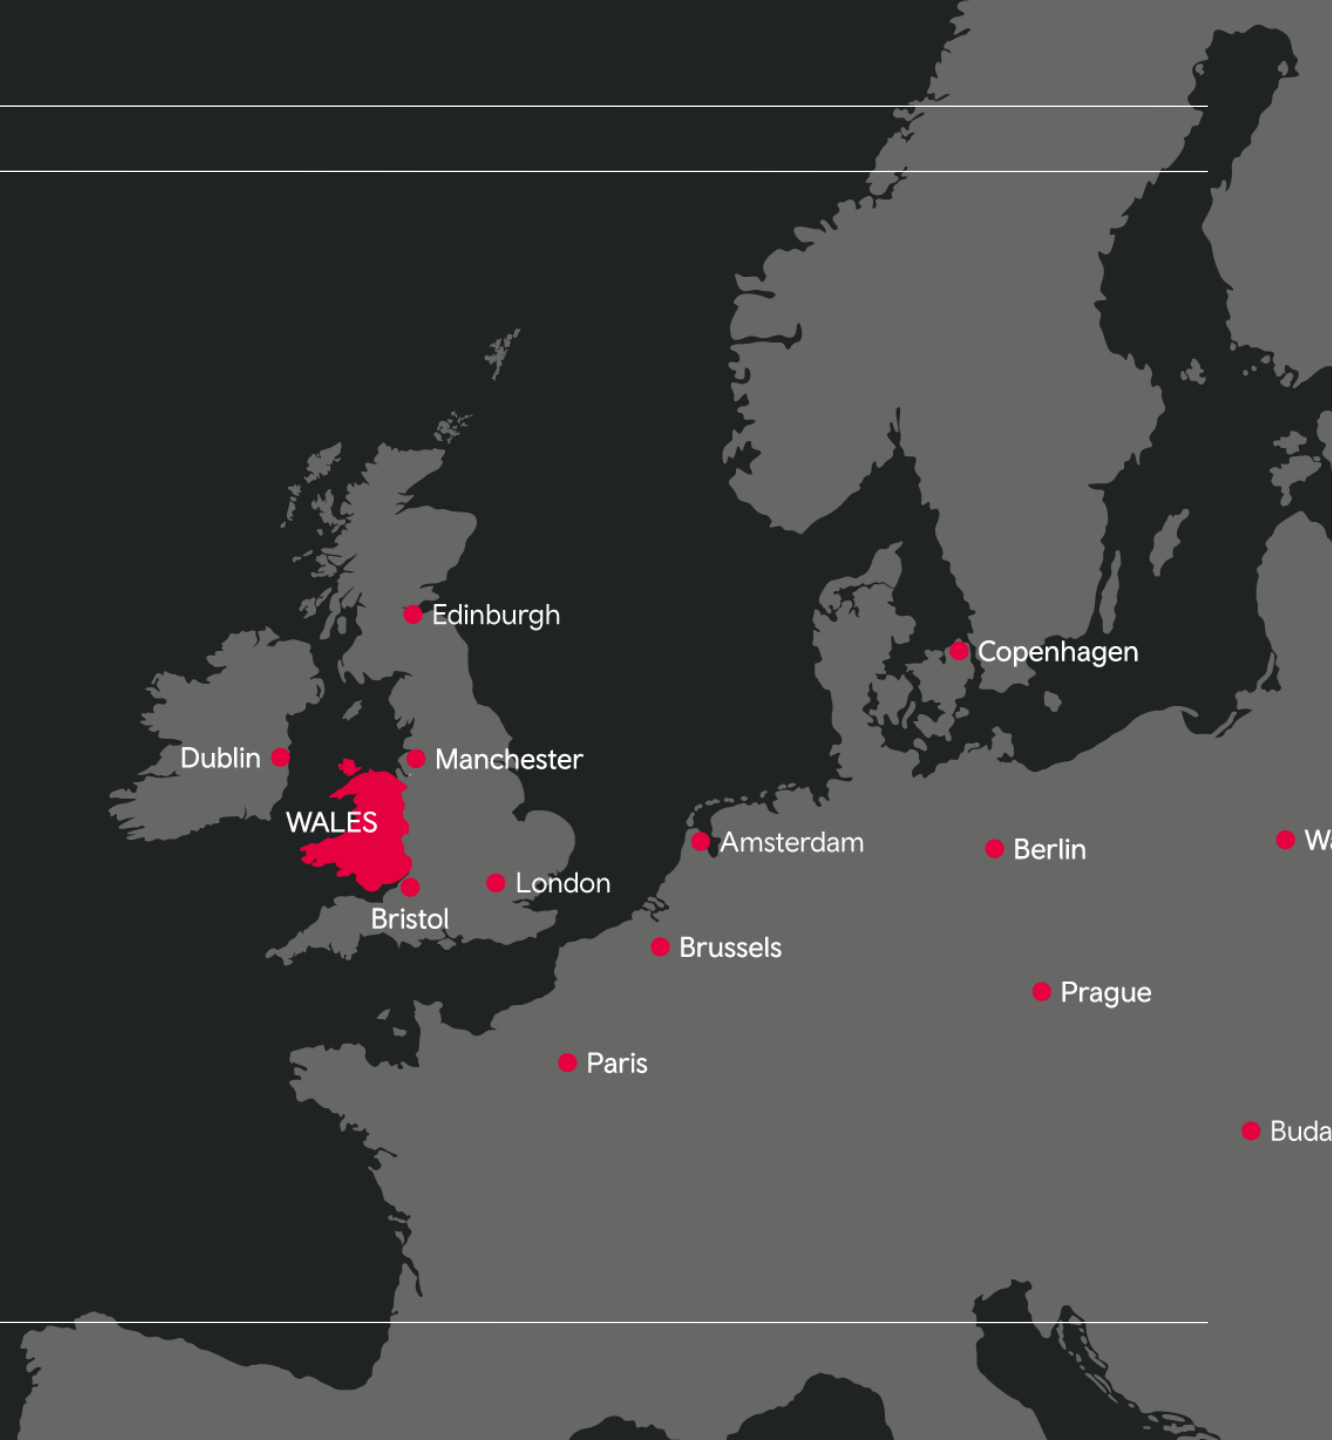 Edinburgh
Copenhagen
Dublin
Manchester
WALES
Amsterdam
Berlin
London
Bristol
Brussels
Prague
Paris